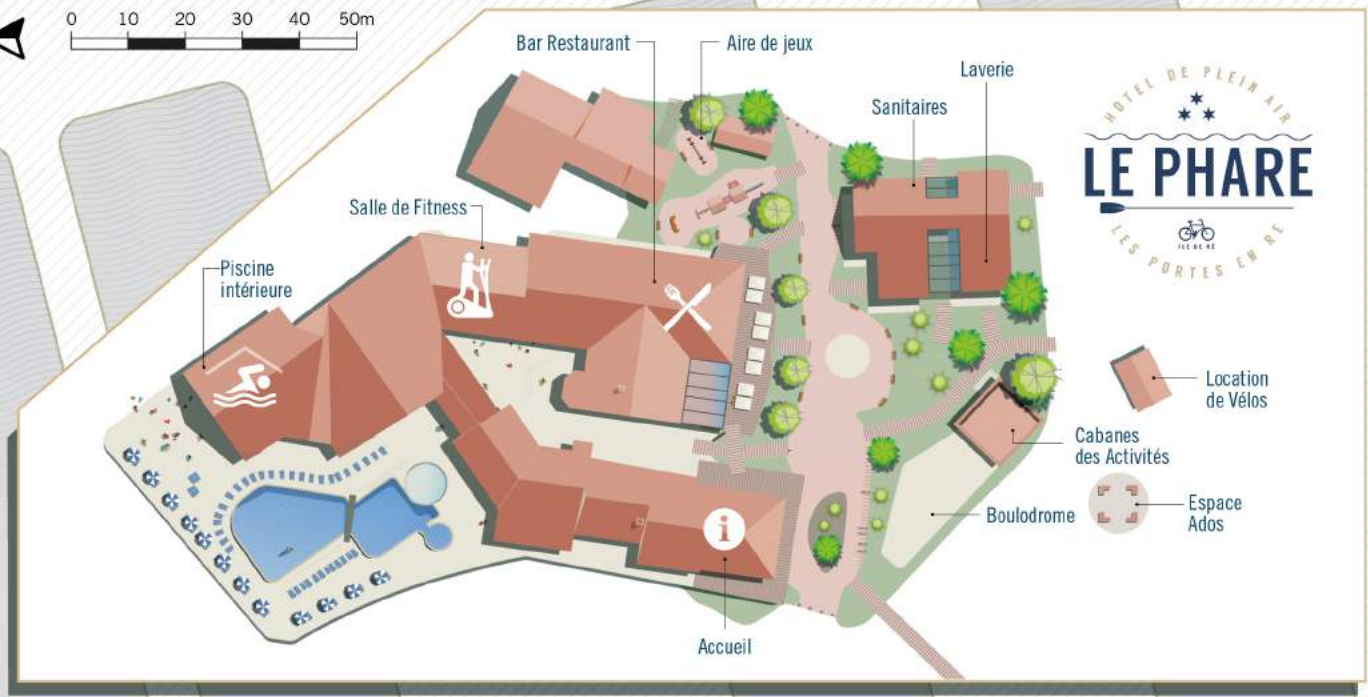 0 10 20 30 40 50m
Bar Restaurant
Aire de jeux
Laverie
Sanitaires
HOTEL DE PLEIN AIR
LE PHARE
ILE DE RÉ
LES PORTES EN RE
Salle de Fitness
Piscine
intérieure
Location
de Vélos
Cabanes
des Activités
Espace
Ados
Boulodrome
i
Accueil